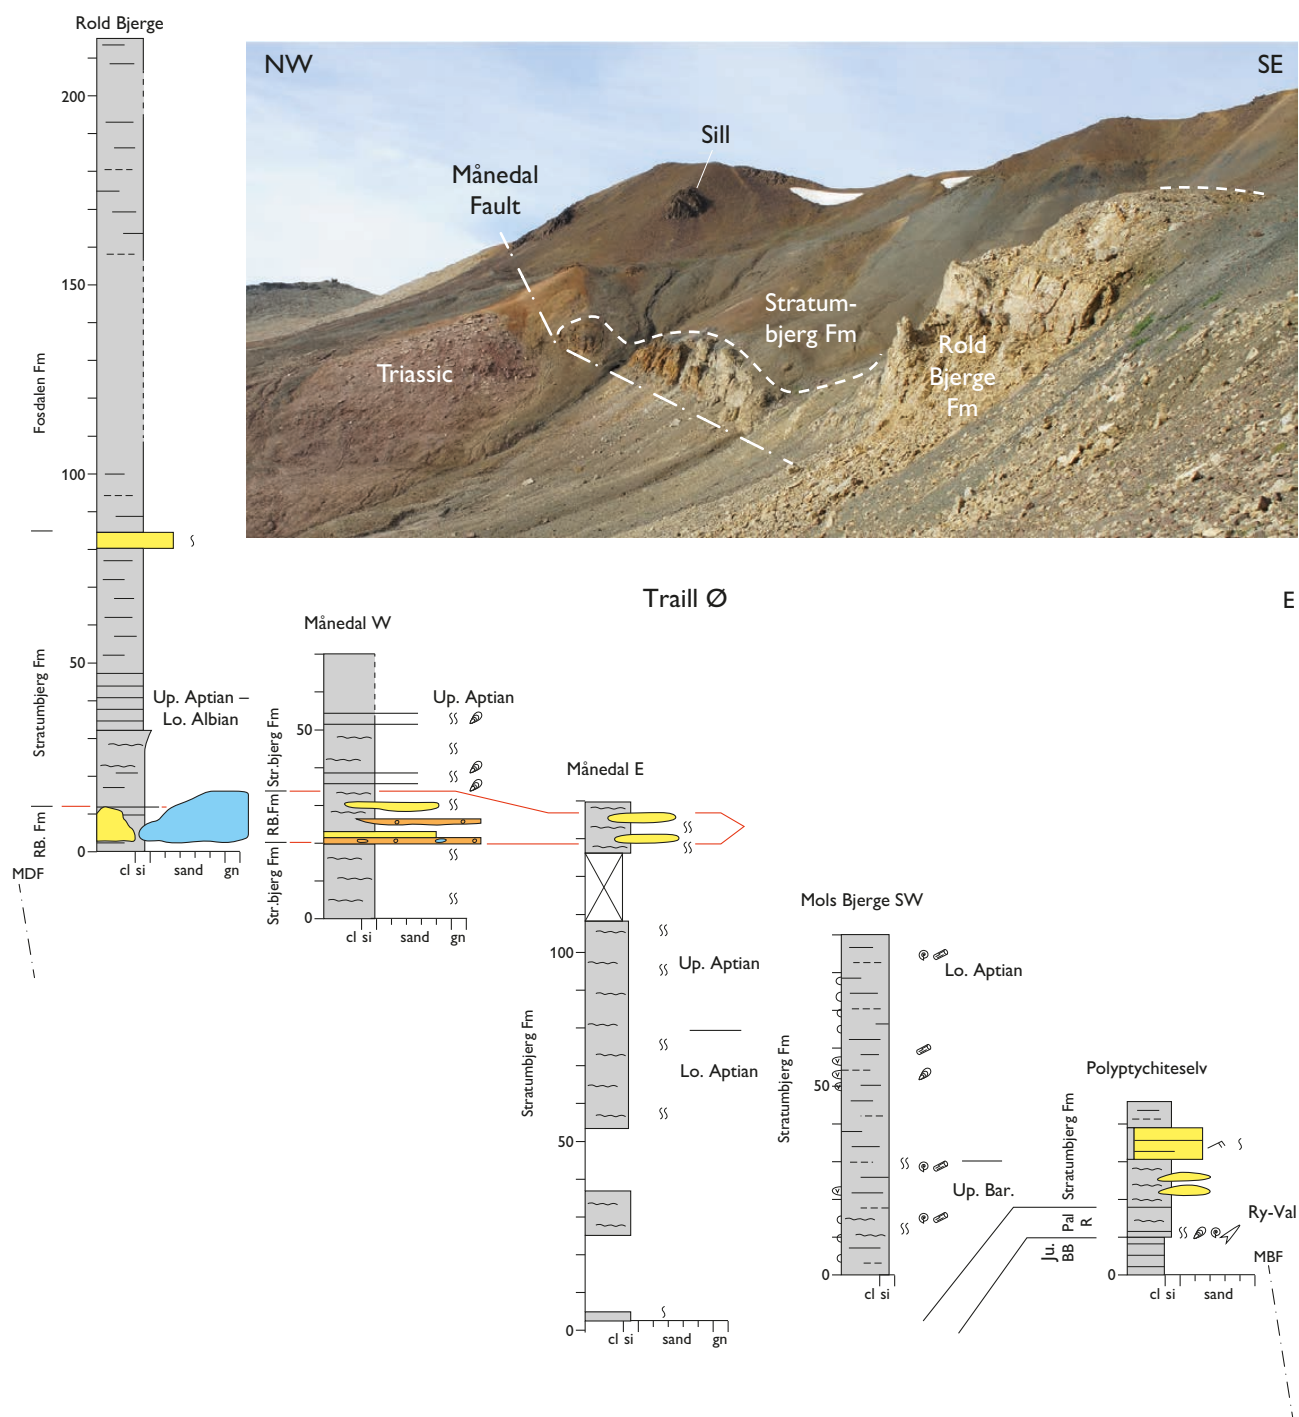 Rold Bjerge
NW
SE
Sill
Månedal
Fault
Stratum-
bjerg Fm
Triassic
Rold
Bjerge
Fm
200
150
100
50
0
Fosdalen Fm
Stratumbjerg Fm
RB. Fm
Up. Aptian –
Lo. Albian
MDF
cl si sand gn
Traill Ø
E
Månedal W
Up. Aptian
50
0
Str.bjerg Fm
RB.Fm
Str.bjerg Fm
cl si sand gn
Månedal E
100
50
0
Stratumbjerg Fm
Up. Aptian
Lo. Aptian
cl si sand gn
Mols Bjerge SW
Lo. Aptian
50
0
Stratumbjerg Fm
Up. Bar.
cl si
Polyptychiteselv
Stratumbjerg Fm
Pal
R
Ju.
BB
Ry-Val
MBF
0
cl si sand